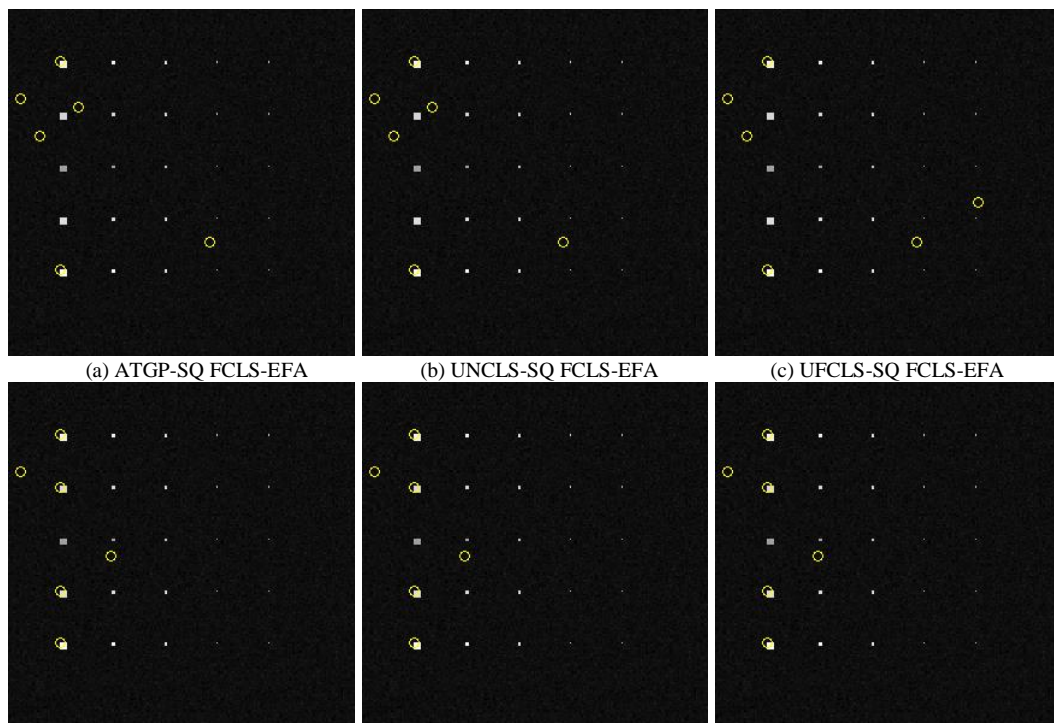 (a) ATGP-SQ FCLS-EFA
(b) UNCLS-SQ FCLS-EFA
(c) UFCLS-SQ FCLS-EFA